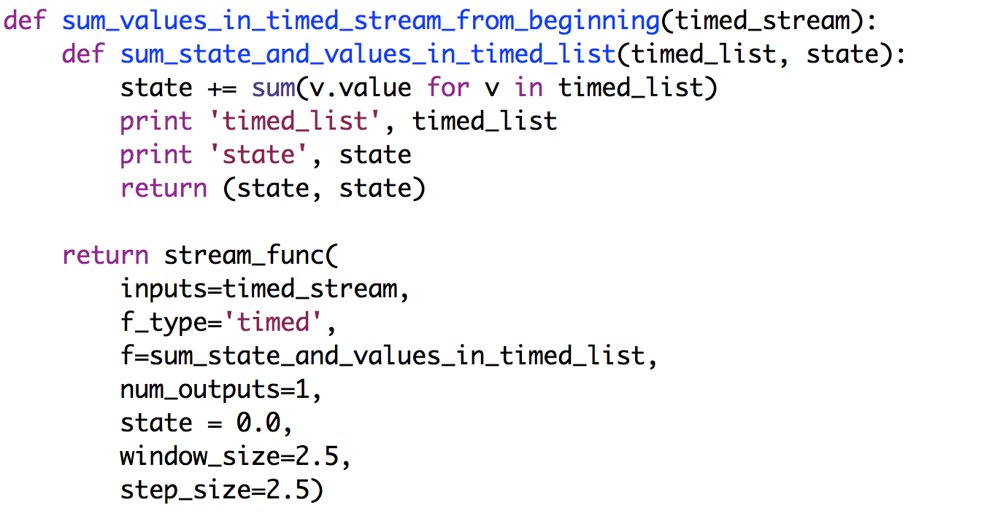 def sum_values_in_timed_stream_from_beginning(timed_stream):
    def sum_state_and_values_in_timed_list(timed_list, state):
        state += sum(v.value for v in timed_list)
        print 'timed_list', timed_list
        print 'state', state
        return (state, state)

    return stream_func(
        inputs=timed_stream,
        f_type='timed',
        f=sum_state_and_values_in_timed_list,
        num_outputs=1,
        state = 0.0,
        window_size=2.5,
        step_size=2.5)